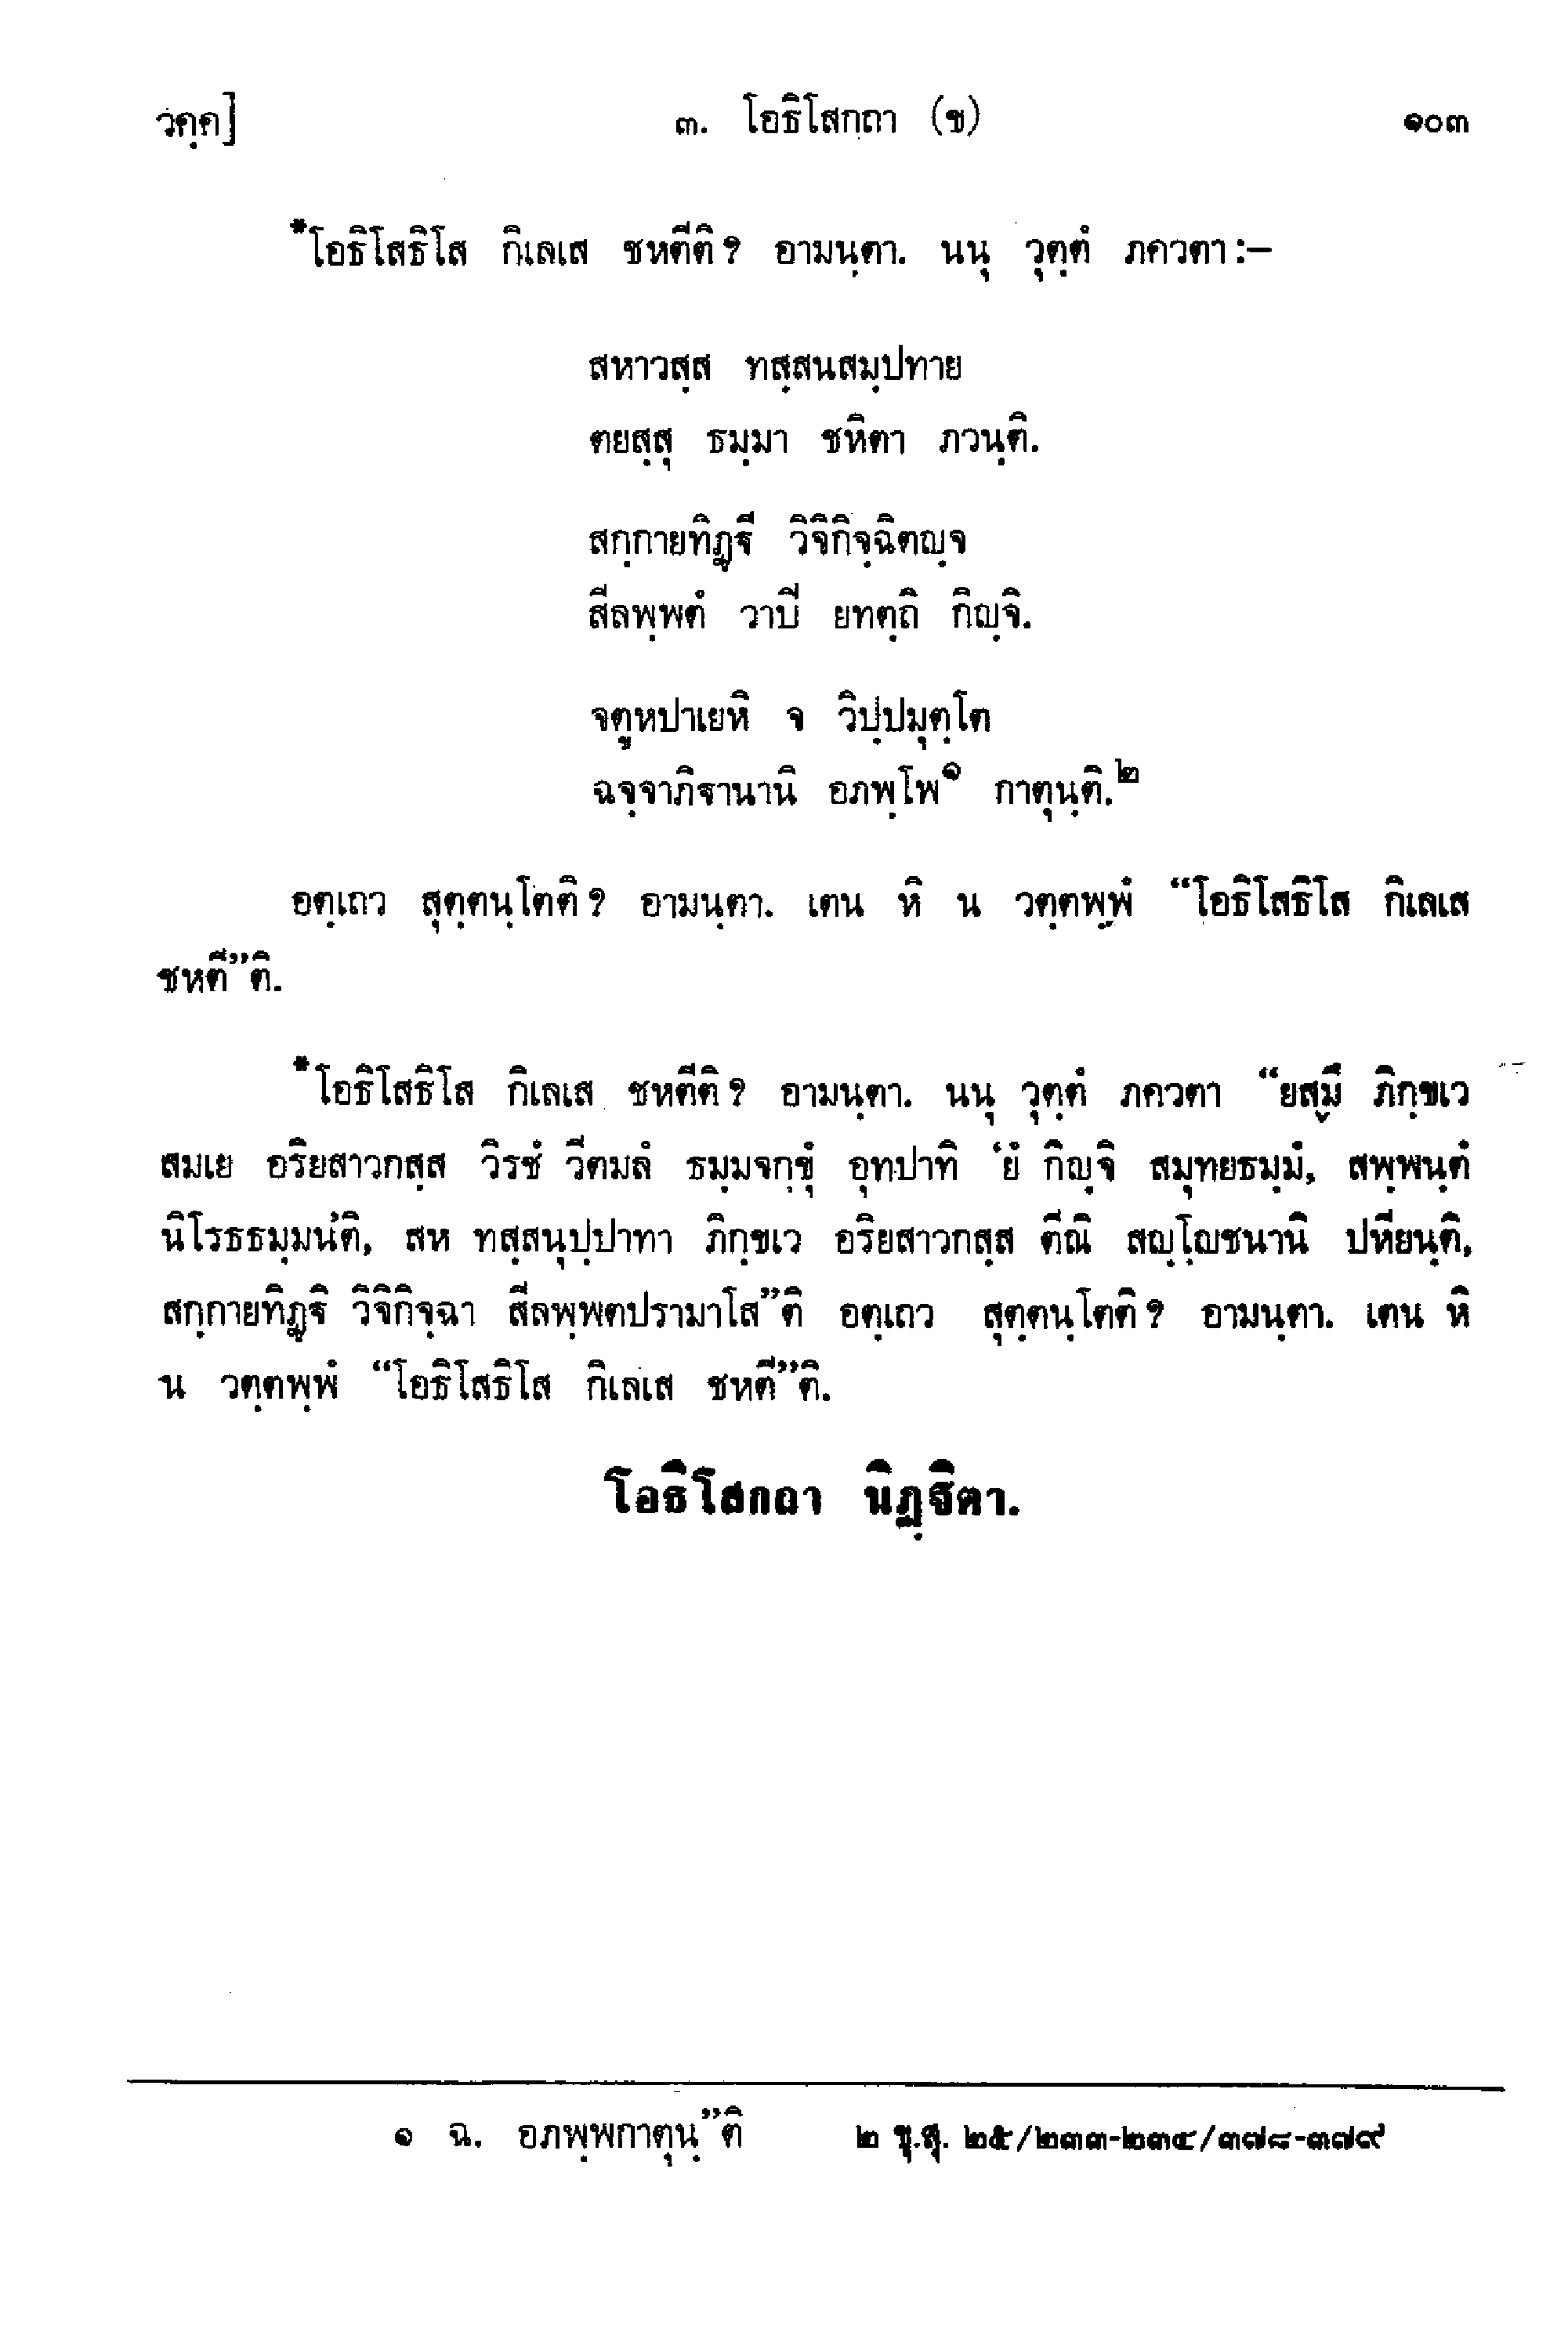 วคฺค]	๓. โอธิโสกถา (ข)	๑๐๓
*โอธิโสธิโส กิเลเส ชหตีติ? อามนฺตา. นนุ วุตฺตํ ภควตา:–
สหาวสฺส ทสฺสนสมฺปทาย
ตยสฺสุ ธมฺมา ชหิตา ภวนฺติ.
สกฺกายทิฏฺฐี วิจิกิจฺฉิตญฺจ
สีลพฺพตํ วาปี ยทตฺถิ กิญฺจิ.
จตูหปาเยหิ จ วิปฺปมุตฺโต
ฉจฺจาภิฐานานิ อภพฺโพ๑ กาตุนฺติ.๒
อตฺเถว สุตฺตนฺโตติ? อามนฺตา. เตน หิ น วตฺตพฺพํ “โอธิโสธิโส กิเลเส
ชหตี”ติ.
*โอธิโสธิโส กิเลเส ชหตีติ? อามนฺตา. นนุ วุตฺตํ ภควตา “ยสฺมึ ภิกฺขเว
สมเย อริยสาวกสฺส วิรชํ วีตมลํ ธมฺมจกฺขุํ อุทปาทิ ‘ยํ กิญฺจิ สมุทยธมฺมํ, สพฺพนฺตํ
นิโรธธมฺมนฺ’ติ, สห ทสฺสนุปฺปาทา ภิกฺขเว อริยสาวกสฺส ตีณิ สญฺโญชนานิ ปหียนฺติ,
สกฺกายทิฏฺฐิ วิจิกิจฺฉา สีลพฺพตปรามาโส”ติ อตฺเถว สุตฺตนฺโตติ? อามนฺตา. เตน หิ
น วตฺตพฺพํ “โอธิโสธิโส กิเลเส ชหตี”ติ.
โอธิโสกถา นิฏฺฐิตา.
๑ ฉ. อภพฺพกาตุนฺ”ติ	๒ ขุ.สุ. ๒๕/๒๓๓-๒๓๔/๓๗๘-๓๗๙